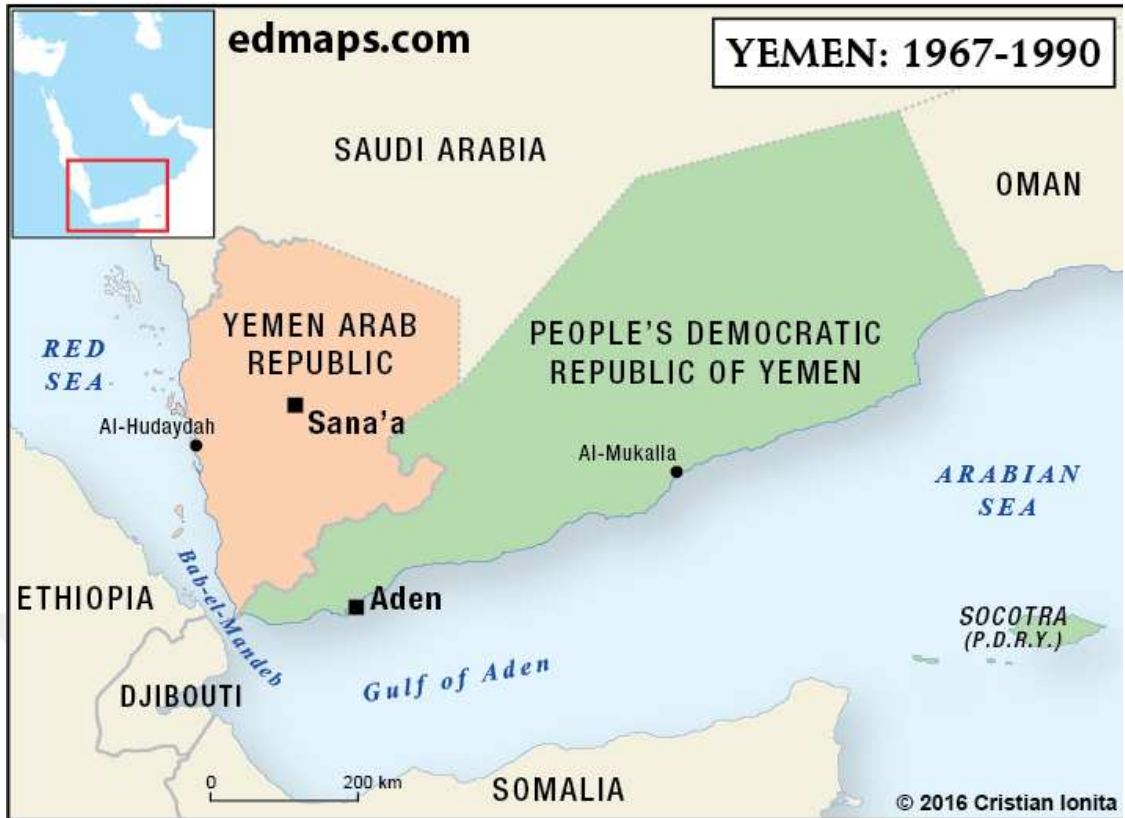 edmaps.com
YEMEN: 1967-1990
SAUDI ARABIA
OMAN
YEMEN ARAB
REPUBLIC
PEOPLE'S DEMOCRATIC
REPUBLIC OF YEMEN
RED
SEA
Sana'a
Al-Hudaydah
Al-Mukalla
ARABIAN
SEA
ETHIOPIA
Bab-el-Mandeb
Aden
SOCOTRA
(P.D.R.Y.)
Gulf of Aden
DJIBOUTI
0 200 km
SOMALIA
© 2016 Cristian Ionita